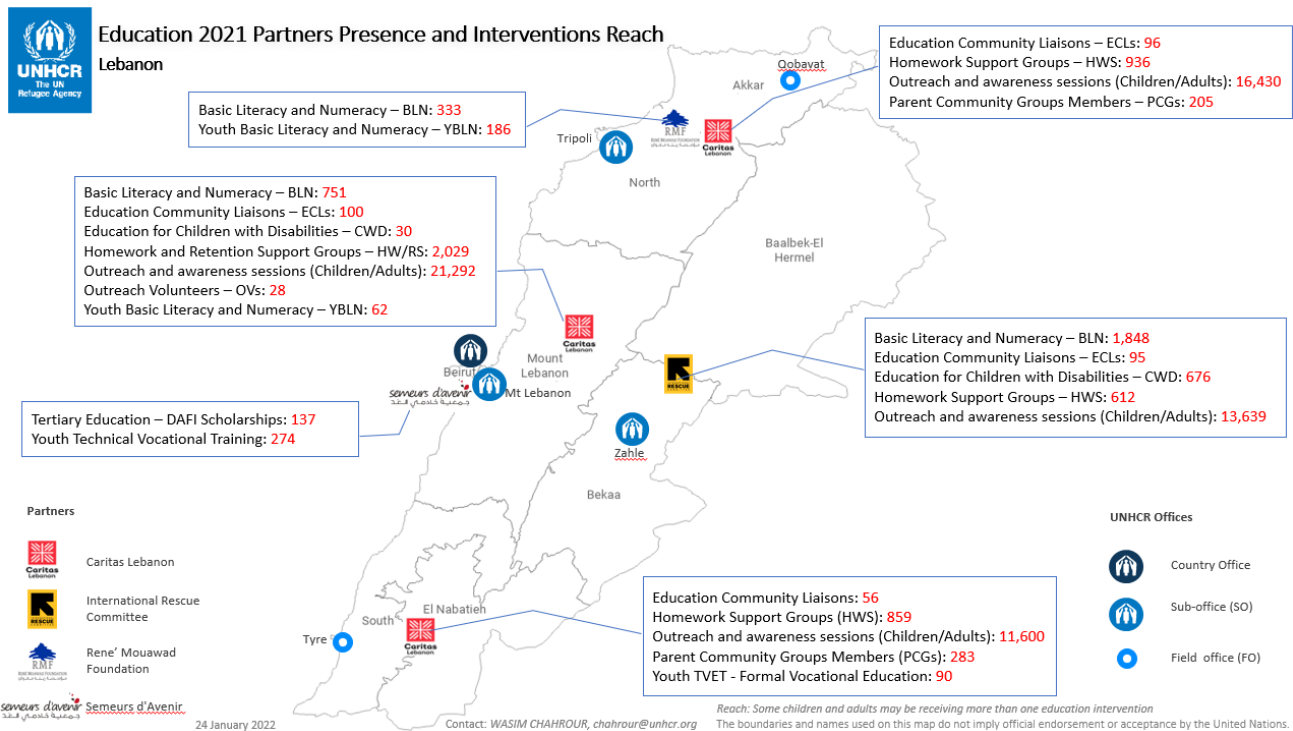 UNHCR
The UN
Refugee Agency
Education 2021 Partners Presence and Interventions Reach
Lebanon
Education Community Liaisons – ECLs: 96
Homework Support Groups – HWS: 936
Outreach and awareness sessions (Children/Adults): 16,430
Parent Community Groups Members – PCGs: 205
Basic Literacy and Numeracy – BLN: 333
Youth Basic Literacy and Numeracy – YBLN: 186
Qobavat
Akkar
Tripoli
RMF
Caritas
Lebanon
North
Basic Literacy and Numeracy – BLN: 751
Education Community Liaisons – ECLs: 100
Education for Children with Disabilities – CWD: 30
Homework and Retention Support Groups – HW/RS: 2,029
Outreach and awareness sessions (Children/Adults): 21,292
Outreach Volunteers – OVs: 28
Youth Basic Literacy and Numeracy – YBLN: 62
Baalbek-El
Hermel
Caritas
Lebanon
Mount
Lebanon
Beirut
Mt Lebanon
semeurs d'avenir
جمعية خادمي الغد
RESCUE
Basic Literacy and Numeracy – BLN: 1,848
Education Community Liaisons – ECLs: 95
Education for Children with Disabilities – CWD: 676
Homework Support Groups – HWS: 612
Outreach and awareness sessions (Children/Adults): 13,639
Tertiary Education – DAFI Scholarships: 137
Youth Technical Vocational Training: 274
Zahle
Bekaa
Partners
Caritas
Lebanon
Caritas Lebanon
RESCUE
International Rescue
Committee
RMF
Rene’ Mouawad
Foundation
semeurs d'avenir
جمعية خادمي الغد
Semeurs d'Avenir
UNHCR Offices
Country Office
Sub-office (SO)
Field office (FO)
El Nabatieh
South
Caritas
Lebanon
Tyre
Education Community Liaisons: 56
Homework Support Groups (HWS): 859
Outreach and awareness sessions (Children/Adults): 11,600
Parent Community Groups Members (PCGs): 283
Youth TVET - Formal Vocational Education: 90
24 January 2022
Contact: WASIM CHAHROUR, chahrour@unhcr.org
Reach: Some children and adults may be receiving more than one education intervention
The boundaries and names used on this map do not imply official endorsement or acceptance by the United Nations.